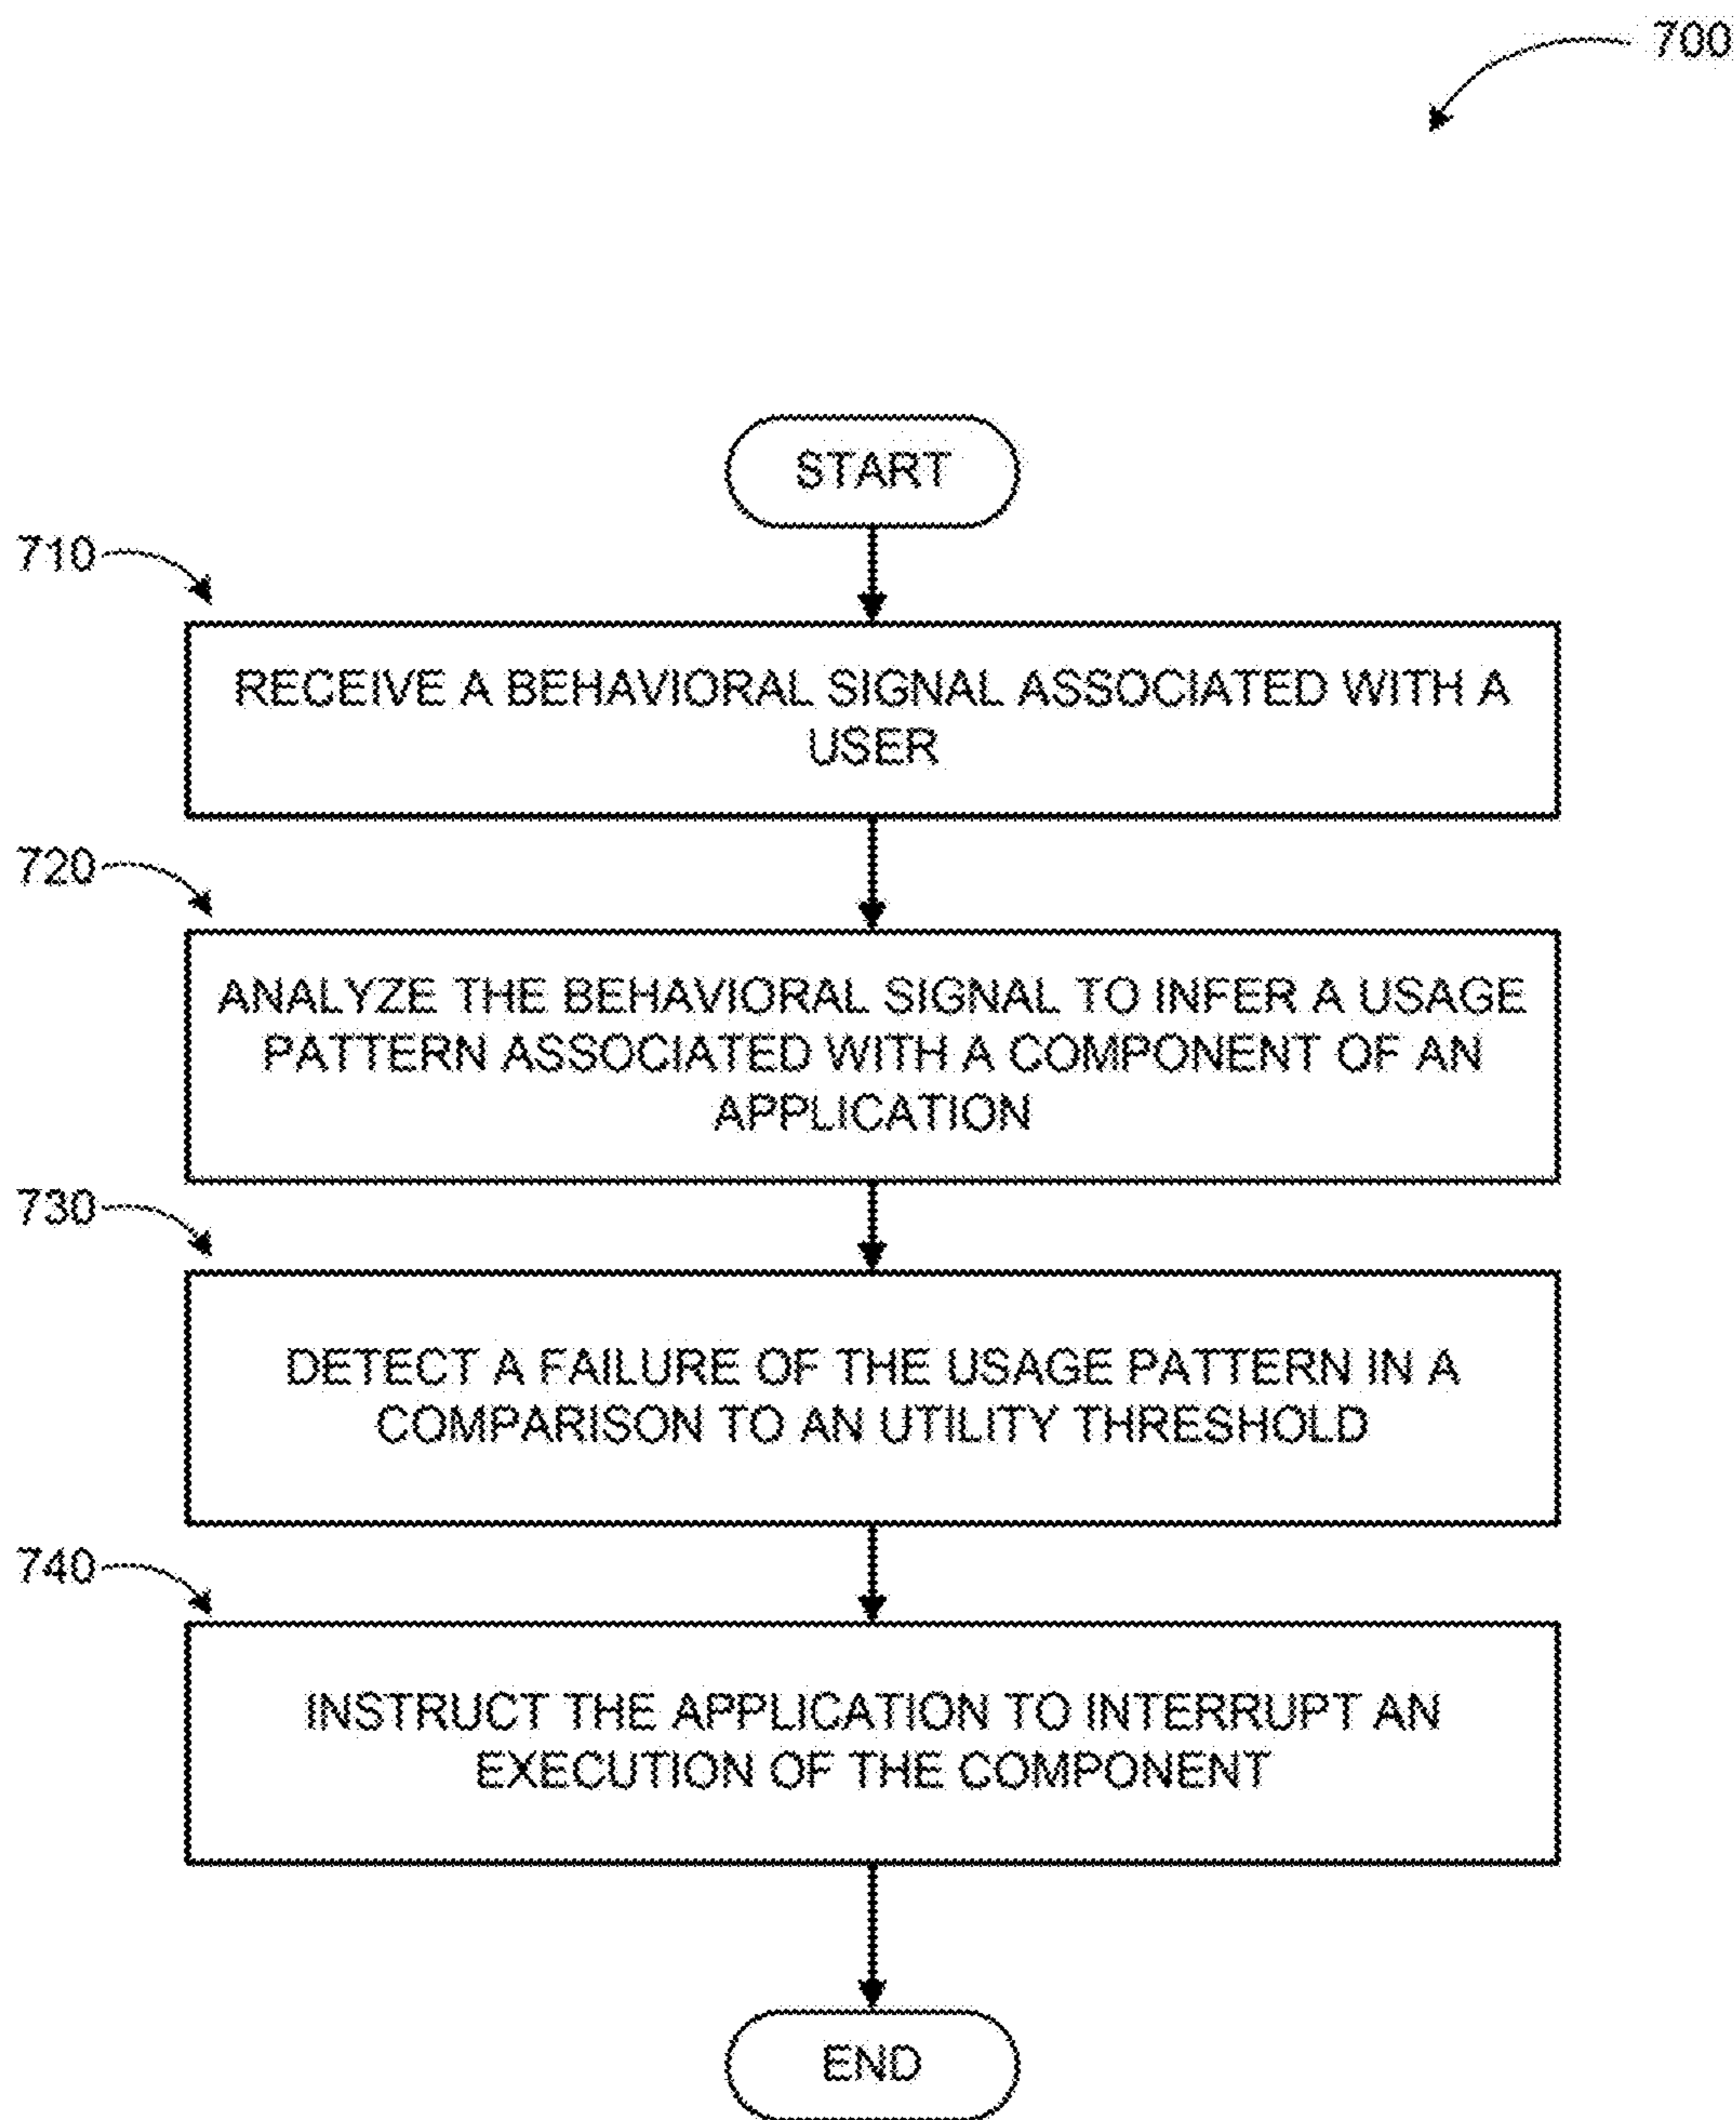 700
START
710
RECEIVE A BEHAVIORAL SIGNAL ASSOCIATED WITH A
USER
720
ANALYZE THE BEHAVIORAL SIGNAL TO INFER A USAGE
PATTERN ASSOCIATED WITH A COMPONENT OF AN
APPLICATION
730
DETECT A FAILURE OF THE USAGE PATTERN IN A
COMPARISON TO AN UTILITY THRESHOLD
740
INSTRUCT THE APPLICATION TO INTERRUPT AN
EXECUTION OF THE COMPONENT
END